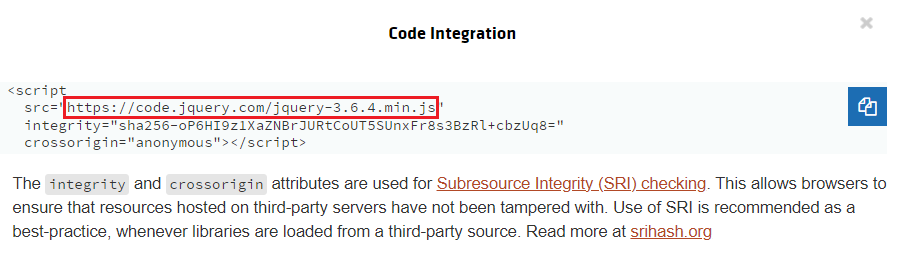 Code Integration
×
<script
src="https://code.jquery.com/jquery-3.6.4.min.js"
integrity="sha256-oP6HI9z1XaZNBrJURtCoUT5SUnxFr8s3BzRl+cbzUq8="
crossorigin="anonymous"></script>
The integrity and crossorigin attributes are used for Subresource Integrity (SRI) checking. This allows browsers to
ensure that resources hosted on third-party servers have not been tampered with. Use of SRI is recommended as a
best-practice, whenever libraries are loaded from a third-party source. Read more at srihash.org